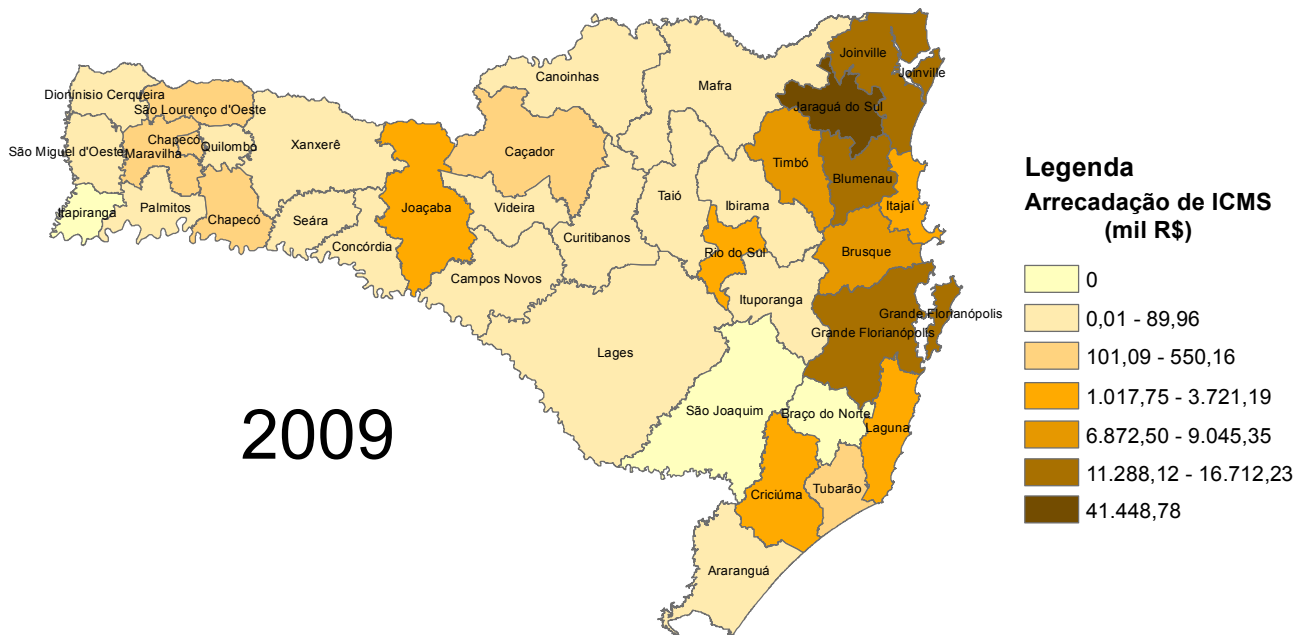 Joinville
Canoinhas
Mafra
Joinville
Dionínisio Cerqueira
Jaraguá do Sul
São Lourenço d'Oeste
Chapecó
São Miguel d'Oeste
Maravilha
Quilombo
Xanxerê
Caçador
Timbó
Blumenau
Taió
Ibirama
Itajaí
Itapiranga
Palmitos
Chapecó
Seára
Joaçaba
Videira
Curitibanos
Concórdia
Rio do Sul
Brusque
Campos Novos
Ituporanga
Grande Florianópolis
Grande Florianópolis
Lages
São Joaquim
Braço do Norte
Laguna
2009
Criciúma
Tubarão
Araranguá
Legenda
Arrecadação de ICMS
(mil R$)
0
0,01 - 89,96
101,09 - 550,16
1.017,75 - 3.721,19
6.872,50 - 9.045,35
11.288,12 - 16.712,23
41.448,78